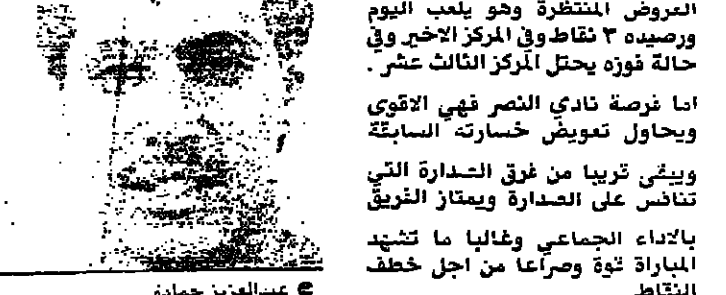 العروض المنتظرة وهو يلعب اليوم
ورصيده ٣ نقاط وفي المركز الاخير وفي
حالة فوزه يحتل المركز الثالث عشر .
اما فرصة نادي النصر فهي الاقوى
ويحاول تعويض خسارته السابقة
ويبقى قريبا من فرق الصدارة التي
تنافس على الصدارة ويمتاز الفريق
بالاداء الجماعي وغالبا ما تشهد
المباراة قوة وصراعا من اجل خطف
النقاط
عبدالعزيز حمادة